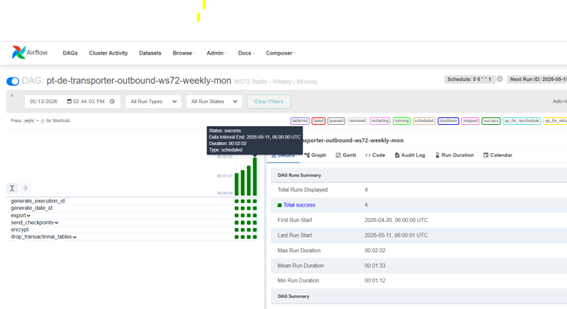 Airflow DAGs Cluster Activity Datasets Browse Admin Docs Composer
DAG: pt-de-transporter-outbound-ws72-weekly-mon WS72 Radio - Weekly | Monday
Schedule: 0 6 * * 1
Next Run ID: 2026-05-11,
05/13/2026 02:44:03 PM All Run Types All Run States Clear Filters
Auto-
Press shift + / for Shortcuts
deferred failed queued removed restarting running scheduled shutdown skipped success up_for_reschedule up_for_retry
Status: success
Data Interval End: 2026-05-11, 06:00:00 UTC
Duration: 00:02:02
Type: scheduled
transporter-outbound-ws72-weekly-mon
Details Graph Gantt <> Code Audit Log Run Duration Calendar
00:02:02
00:01:01
00:00:00
generate_execution_id
generate_date_id
export
send_checkpoints
encrypt
drop_transactional_tables
DAG Runs Summary
Total Runs Displayed 4
Total success 4
First Run Start 2026-04-20, 06:00:00 UTC
Last Run Start 2026-05-11, 06:00:01 UTC
Max Run Duration 00:02:02
Mean Run Duration 00:01:33
Min Run Duration 00:01:12
DAG Summary